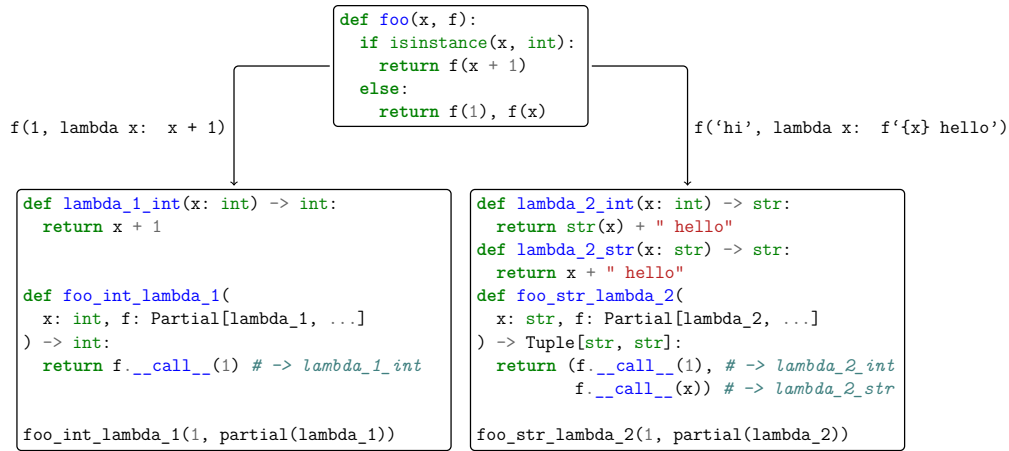 def foo(x, f):
  if isinstance(x, int):
    return f(x + 1)
  else:
    return f(1), f(x)
f(1, lambda x:  x + 1)
f(‘hi’, lambda x:  f‘{x} hello’)
def lambda_1_int(x: int) -> int:
  return x + 1
def foo_int_lambda_1(
  x: int, f: Partial[lambda_1, ...]
) -> int:
  return f.__call__(1) # -> lambda_1_int
foo_int_lambda_1(1, partial(lambda_1))
def lambda_2_int(x: int) -> str:
  return str(x) + " hello"
def lambda_2_str(x: str) -> str:
  return x + " hello"
def foo_str_lambda_2(
  x: str, f: Partial[lambda_2, ...]
) -> Tuple[str, str]:
  return (f.__call__(1), # -> lambda_2_int
          f.__call__(x)) # -> lambda_2_str
foo_str_lambda_2(1, partial(lambda_2))